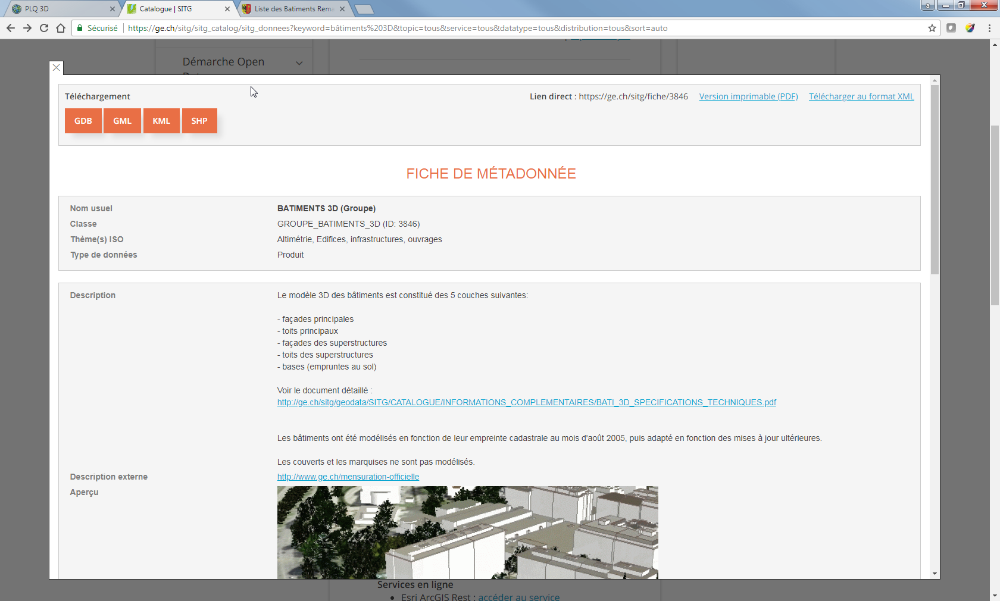 PLQ 3D
Catalogue | SITG
Liste des Batiments Rema
a
Sécurisé
https://ge.ch/sitg/sitg_catalog/sitg_donnees?keyword=bâtiments%203D&topic=tous&service=tous&datatype=tous&distribution=tous&sort=auto
Démarche Open
Téléchargement
Lien direct : https://ge.ch/sitg/fiche/3846
Version imprimable (PDF)
Télécharger au format XML
GDB
GML
KML
SHP
FICHE DE MÉTADONNÉE
Nom usuel
BATIMENTS 3D (Groupe)
Classe
GROUPE_BATIMENTS_3D (ID: 3846)
Thème(s) ISO
Altimétrie, Edifices, infrastructures, ouvrages
Type de données
Produit
Description
Le modèle 3D des bâtiments est constitué des 5 couches suivantes:
- façades principales
- toits principaux
- façades des superstructures
- toits des superstructures
- bases (empruntes au sol)
Voir le document détaillé :
http://ge.ch/sitg/geodata/SITG/CATALOGUE/INFORMATIONS_COMPLEMENTAIRES/BATI_3D_SPECIFICATIONS_TECHNIQUES.pdf
Les bâtiments ont été modélisés en fonction de leur empreinte cadastrale au mois d'août 2005, puis adapté en fonction des mises à jour ultérieures.
Les couverts et les marquises ne sont pas modélisés.
Description externe
http://www.ge.ch/mensuration-officielle
Aperçu
Services en ligne
• Esri ArcGIS Rest : accéder au service